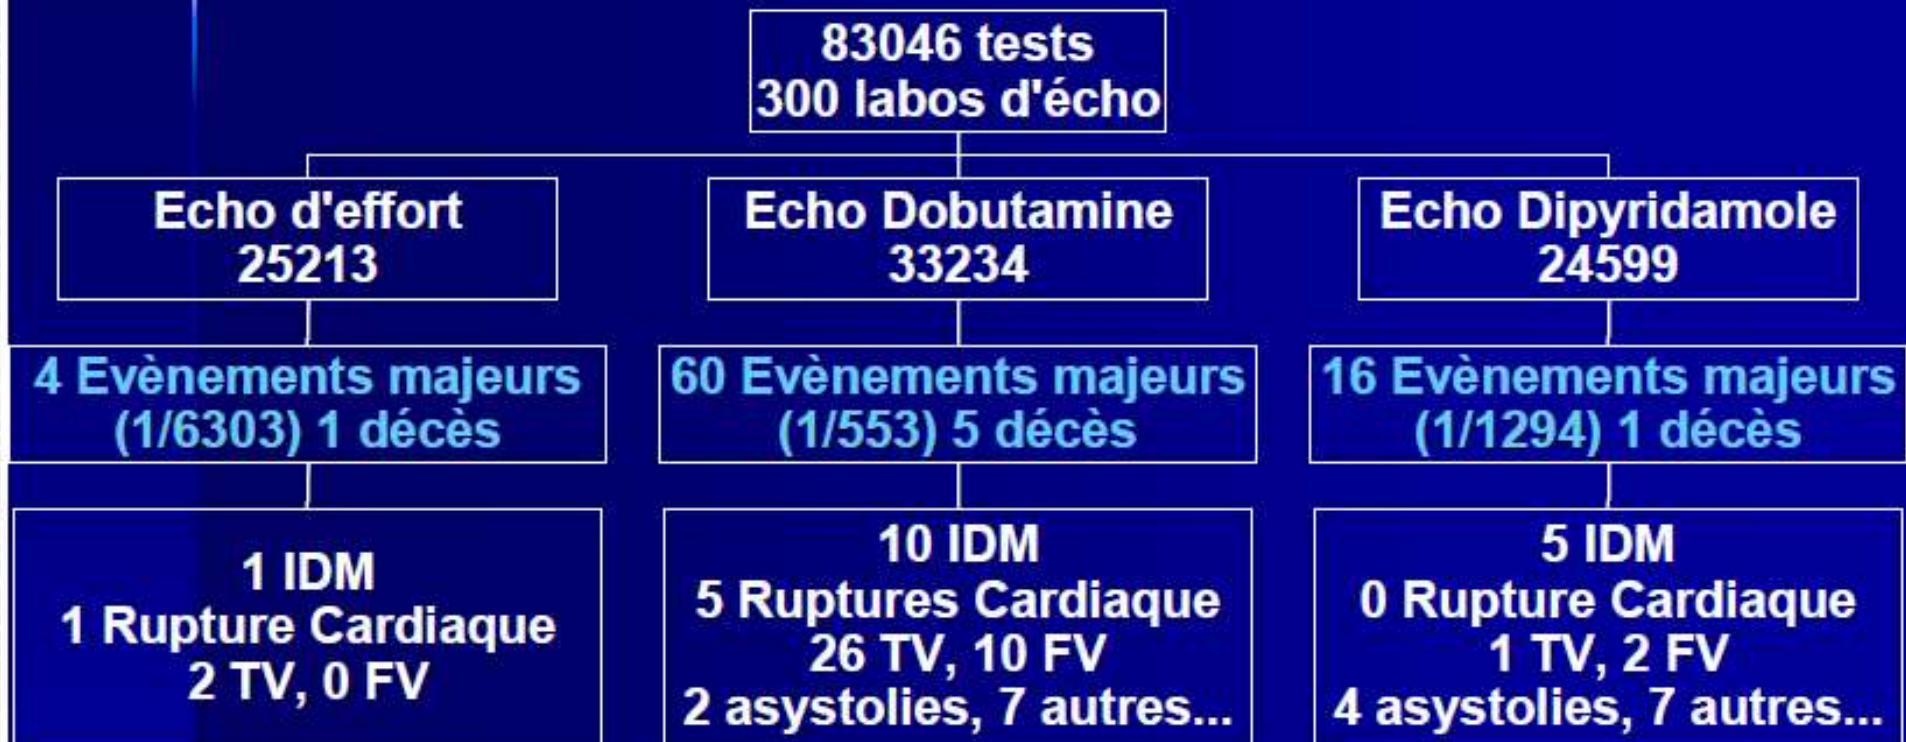 83046 tests
300 labos d'écho
Echo d'effort
25213
Echo Dobutamine
33234
Echo Dipyridamole
24599
4 Evènements majeurs
(1/6303) 1 décès
60 Evènements majeurs
(1/553) 5 décès
16 Evènements majeurs
(1/1294) 1 décès
1 IDM
1 Rupture Cardiaque
2 TV, 0 FV
10 IDM
5 Ruptures Cardiaque
26 TV, 10 FV
2 asystolies, 7 autres...
5 IDM
0 Rupture Cardiaque
1 TV, 2 FV
4 asystolies, 7 autres...